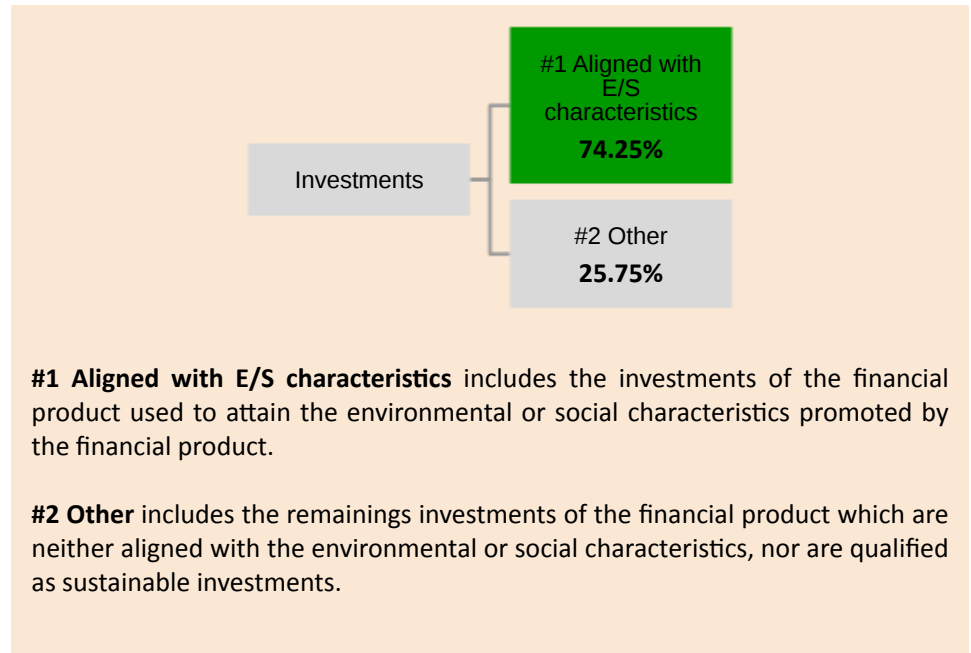 #1 Aligned with
E/S
characteristics
74.25%
Investments
#2 Other
25.75%
#1 Aligned with E/S characteristics includes the investments of the financial
product used to attain the environmental or social characteristics promoted by
the financial product.
#2 Other includes the remainings investments of the financial product which are
neither aligned with the environmental or social characteristics, nor are qualified
as sustainable investments.